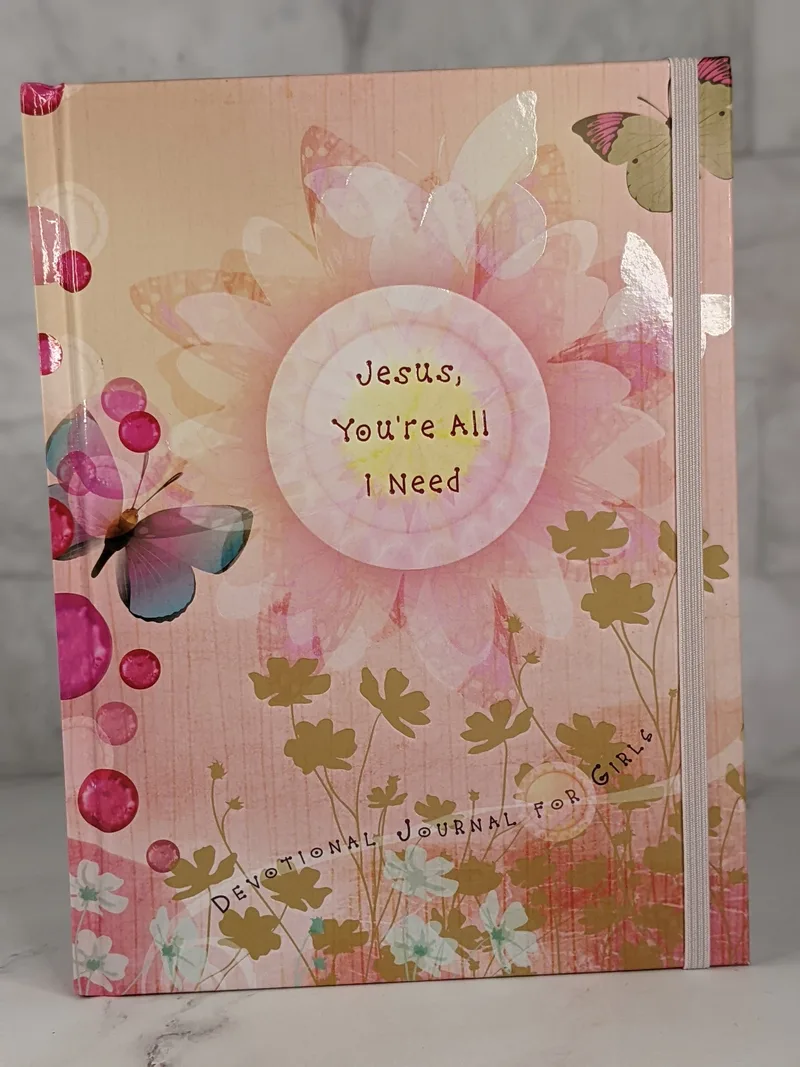 Jesus,
You're All
I Need
Devotional Journal for Girls